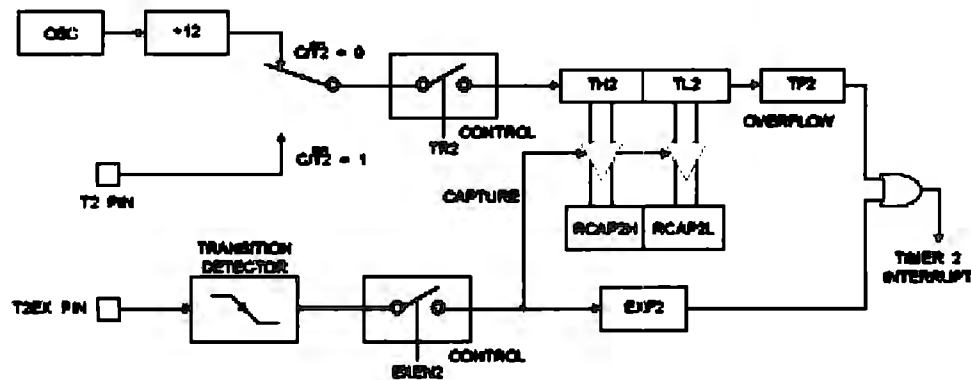 OSC
÷12
C/T2 = 0
TH2
TL2
TF2
OVERFLOW
CONTROL
TR2
C/T2 = 1
T2 PIN
CAPTURE
RCAP2H
RCAP2L
TRANSITION
DETECTOR
TIMER 2
INTERRUPT
T2EX PIN
EXF2
CONTROL
EXEN2